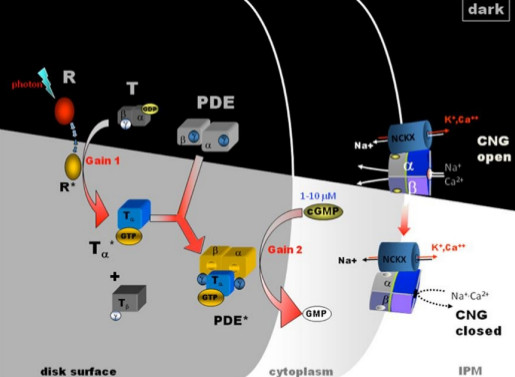 dark
photon
R
T
GDP
β
α
γ
PDE
β
γ
α
γ
K⁺,Ca⁺⁺
Na+
NCKX
CNG
open
α
β
Na⁺
Ca²⁺
Gain 1
R*
1-10 μM
cGMP
Tα
GTP
Tα*
+
β
α
Gain 2
γ
Tα
γ
GTP
PDE*
GMP
K⁺,Ca⁺⁺
Na+
NCKX
α
β
Na⁺Ca²⁺
CNG
closed
Tβ
γ
disk surface
cytoplasm
IPM